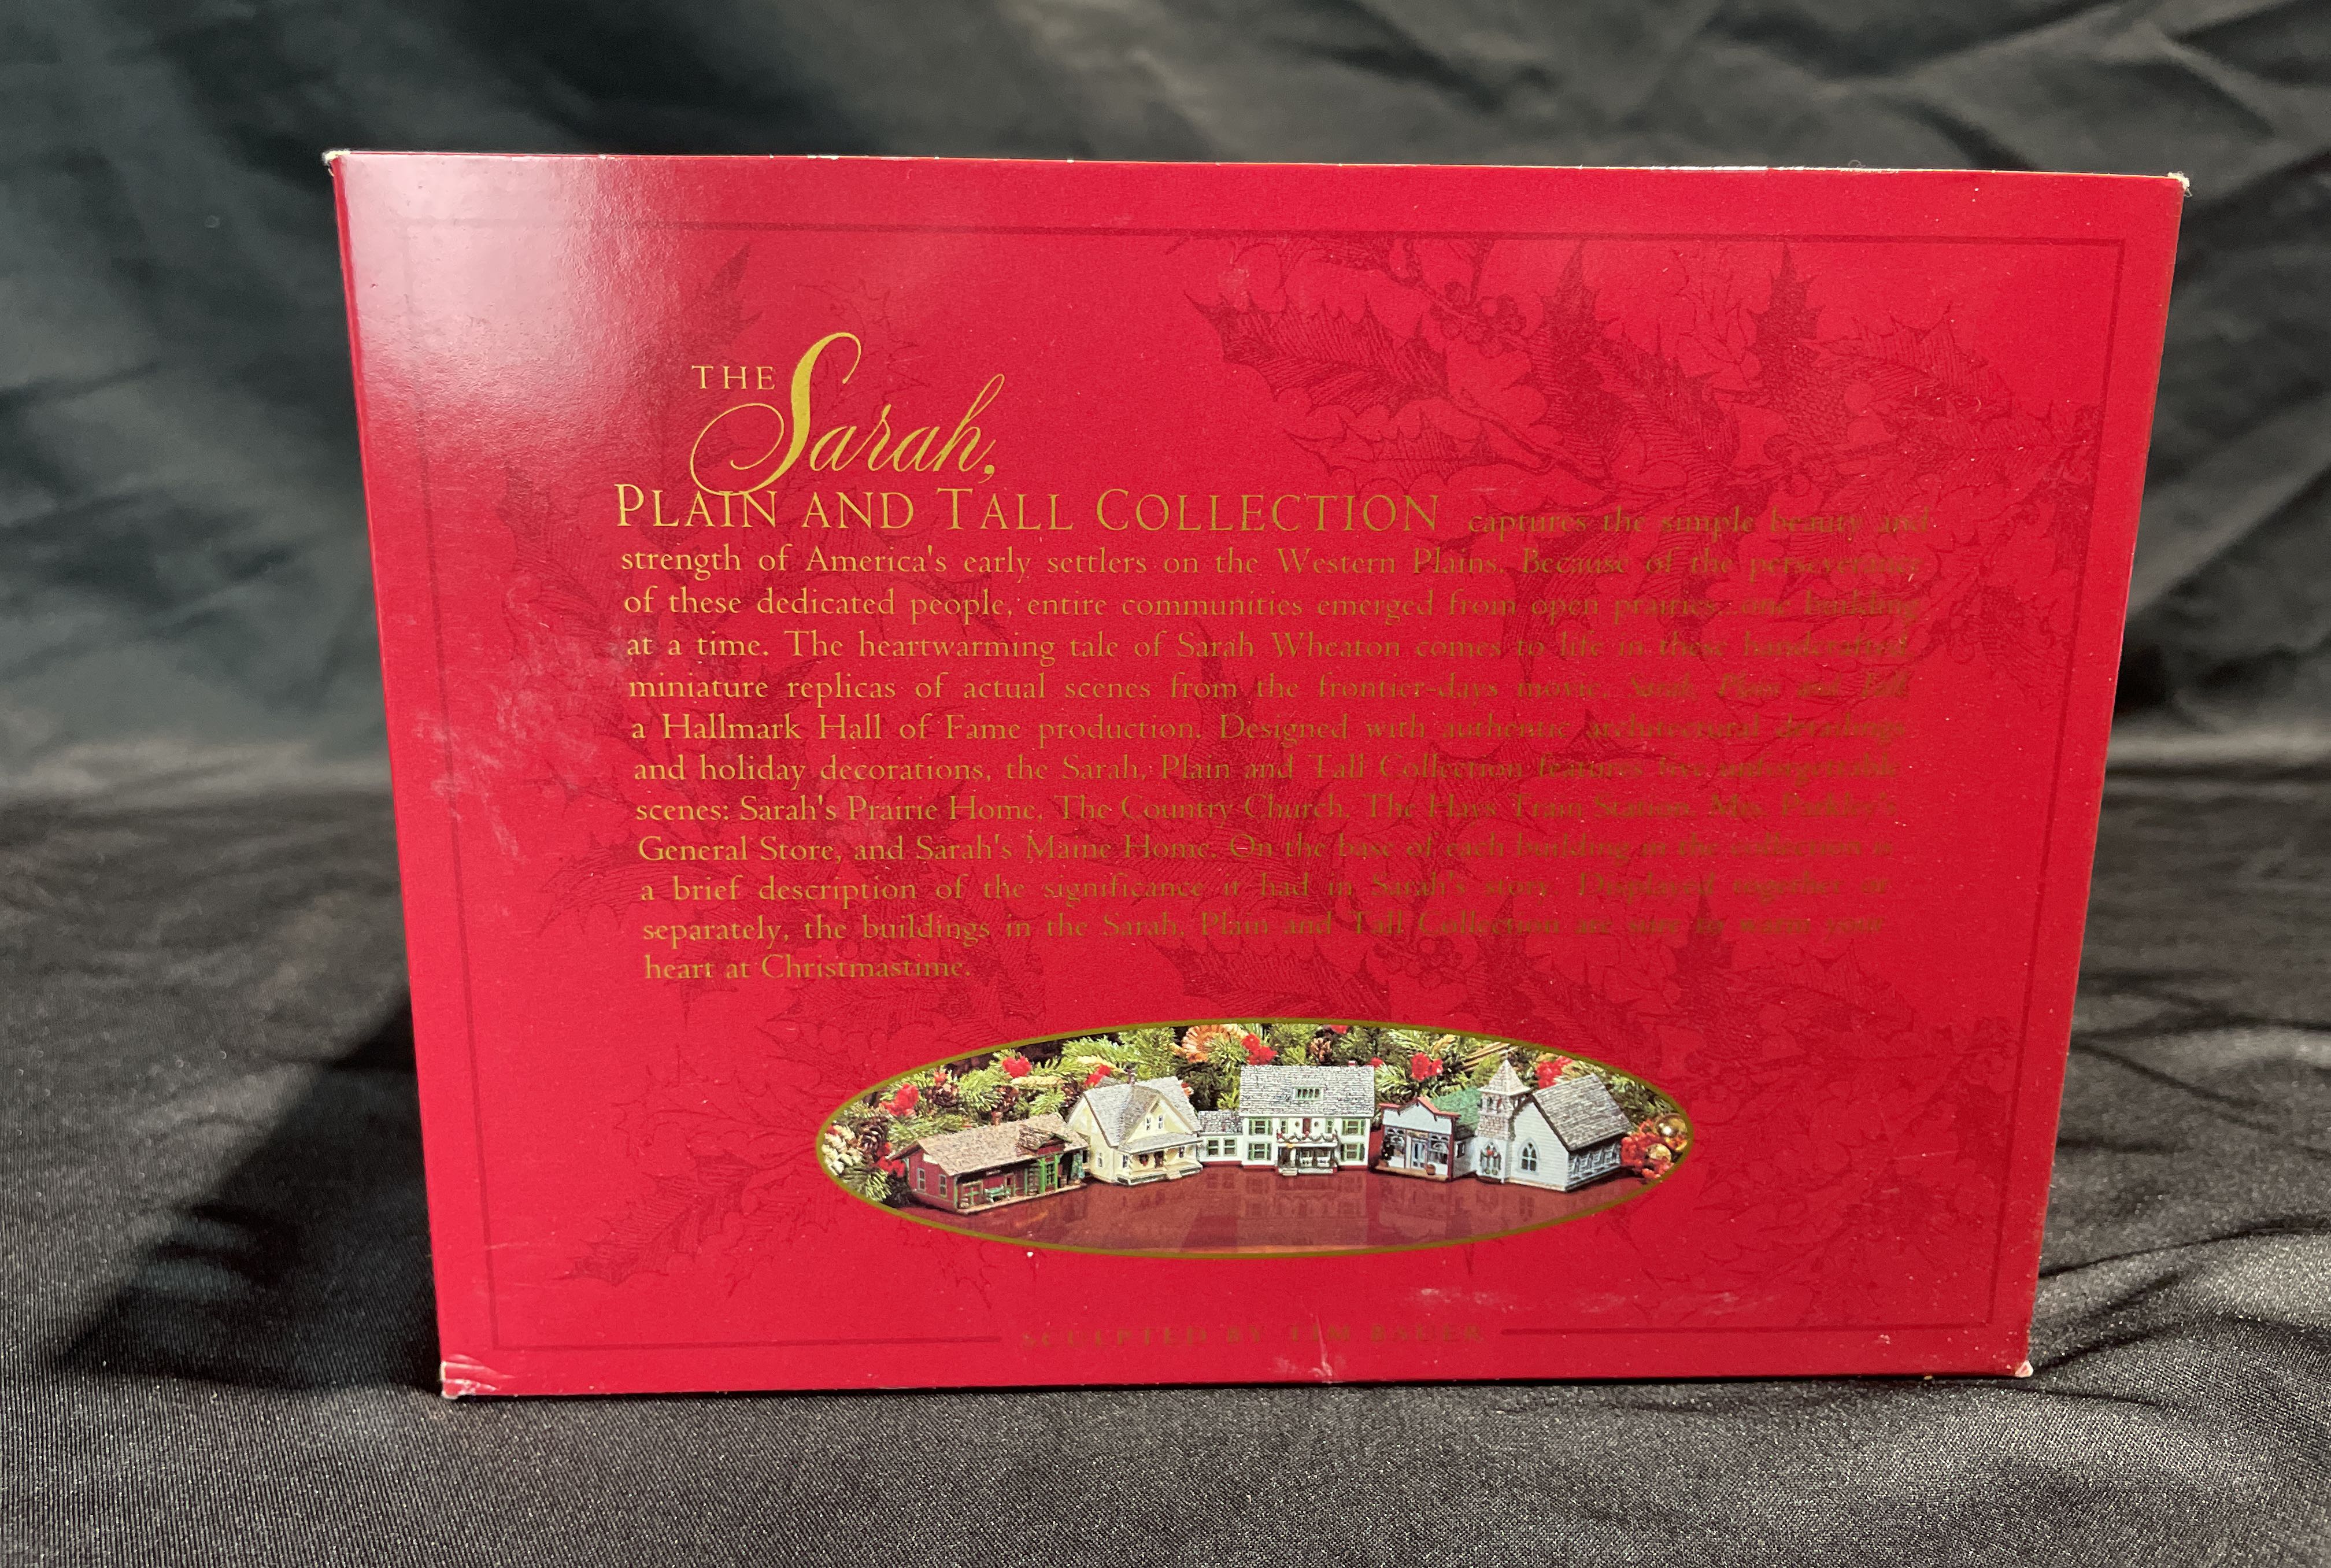 THE
Sarah,
PLAIN AND TALL COLLECTION captures the simple beauty and
strength of America's early settlers on the Western Plains. Because of the perseverance
of these dedicated people, entire communities emerged from open prairies...one building
at a time. The heartwarming tale of Sarah Wheaton comes to life in these handcrafted
miniature replicas of actual scenes from the frontier-days movie, Sarah, Plain and Tall
a Hallmark Hall of Fame production. Designed with authentic architectural detailings
and holiday decorations, the Sarah, Plain and Tall Collection features five unforgettable
scenes: Sarah's Prairie Home, The Country Church, The Hays Train Station, Mrs. Parkley's
General Store, and Sarah's Maine Home. On the base of each building in the collection is
a brief description of the significance it had in Sarah's story. Displayed together or
separately, the buildings in the Sarah, Plain and Tall Collection are sure to warm your
heart at Christmastime.
SCULPTED BY TIM BAUER